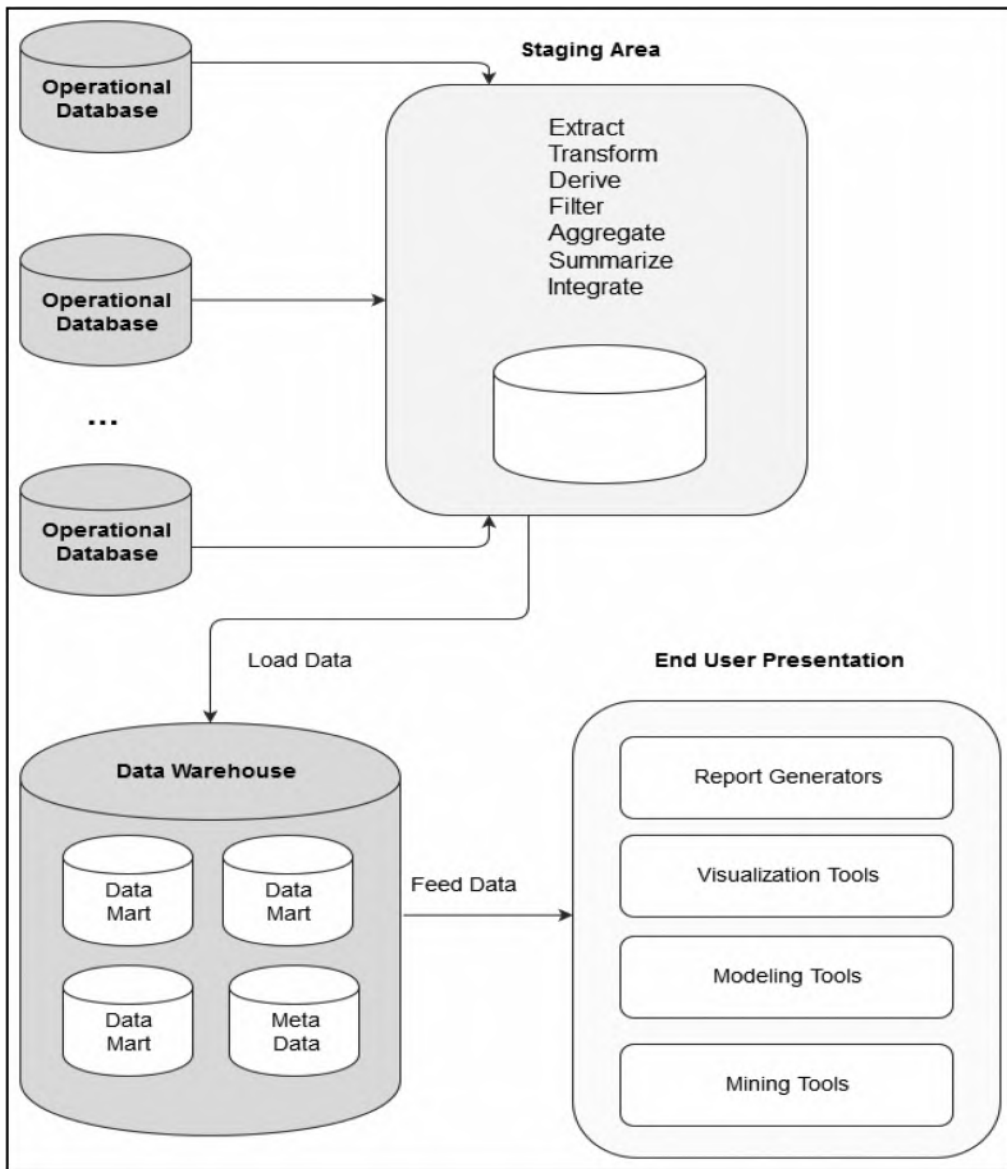 Operational
Database
Staging Area
Extract
Transform
Derive
Filter
Aggregate
Summarize
Integrate
Operational
Database
...
Operational
Database
Load Data
End User Presentation
Data Warehouse
Data
Mart
Data
Mart
Data
Mart
Meta
Data
Feed Data
Report Generators
Visualization Tools
Modeling Tools
Mining Tools